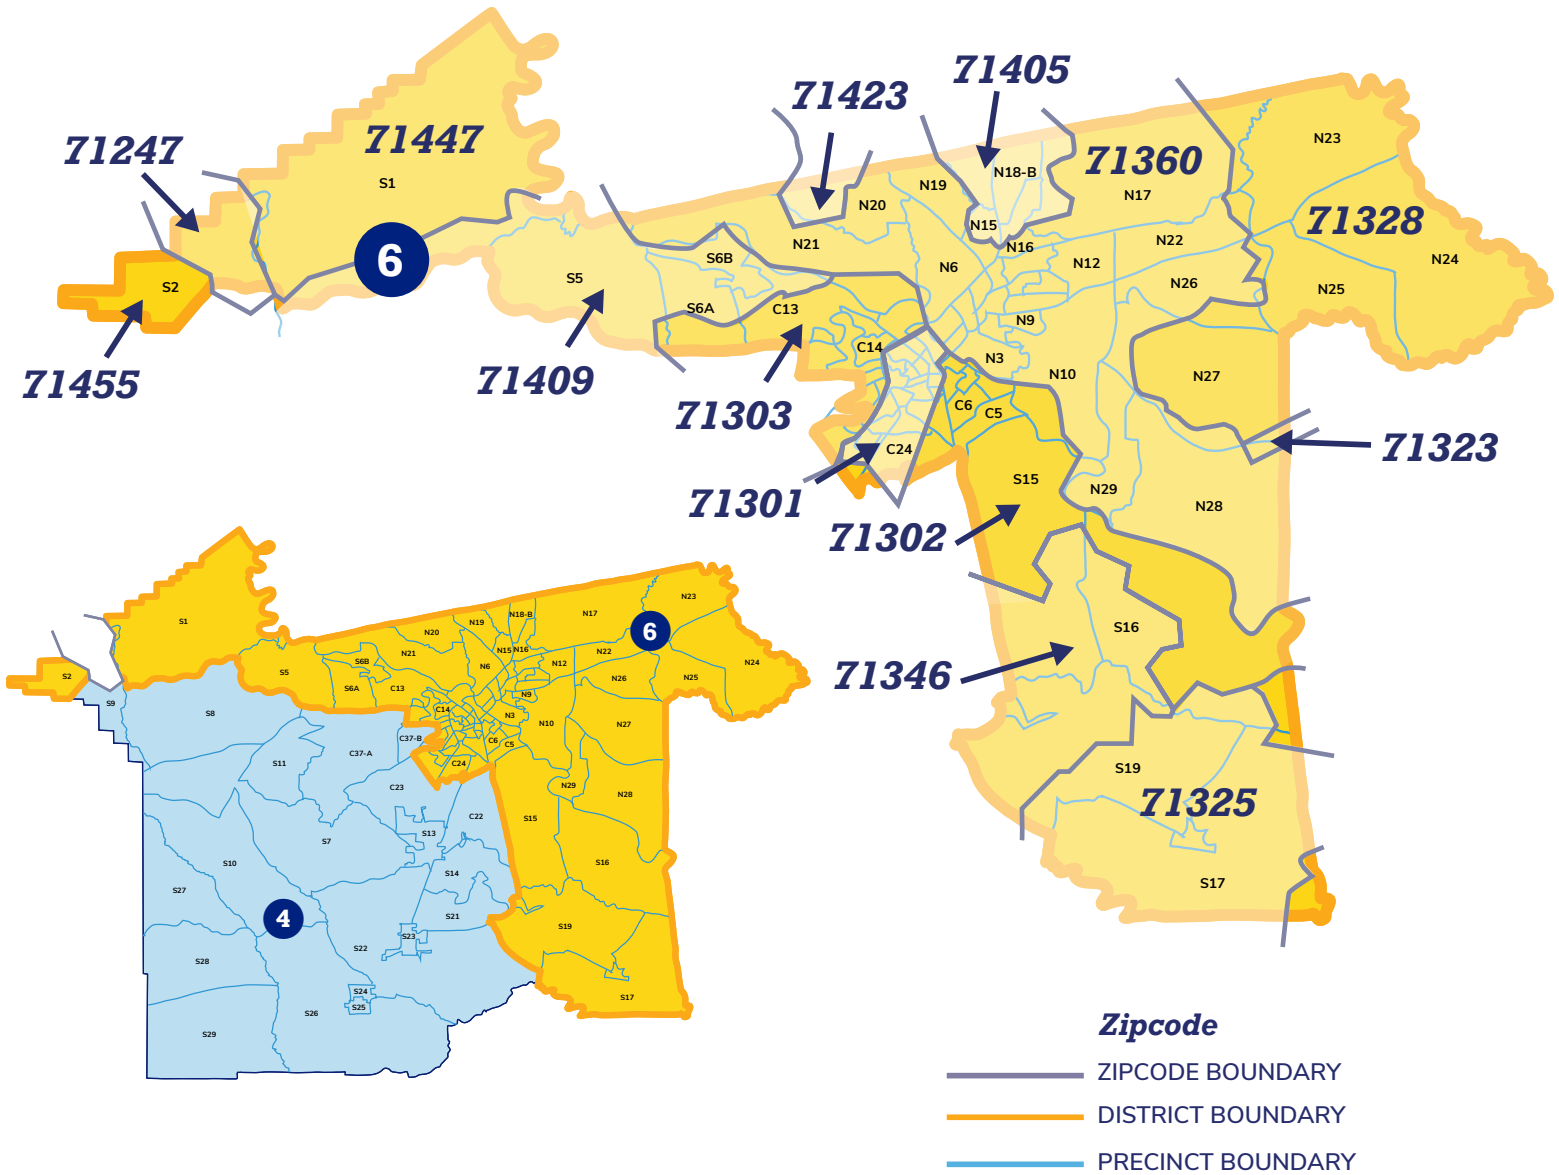 71405
71423
71247
71447
71360
N23
S1
N18-B
N19
N17
N20
N15
71328
6
S6B
N21
N16
N22
N24
S5
N6
N12
N26
N25
S2
S6A
C13
N9
71455
71409
C14
N3
N10
N27
71303
C6
C5
71323
C24
71301
S15
N29
N28
71302
S16
71346
S19
71325
S17
S1
N23
N18-B
N17
N19
N20
6
N21
N15
N16
N22
S6B
N6
N12
N24
S2
S5
N26
N25
S6A
C13
N9
S9
S8
C14
N3
N10
N27
C37-B
C6
C5
C37-A
S11
C24
C23
N29
N28
C22
S15
S13
S7
S10
S16
S14
S27
4
S21
S19
S23
S22
S28
S24
S17
S25
S26
S29
Zipcode
ZIPCODE BOUNDARY
DISTRICT BOUNDARY
PRECINCT BOUNDARY